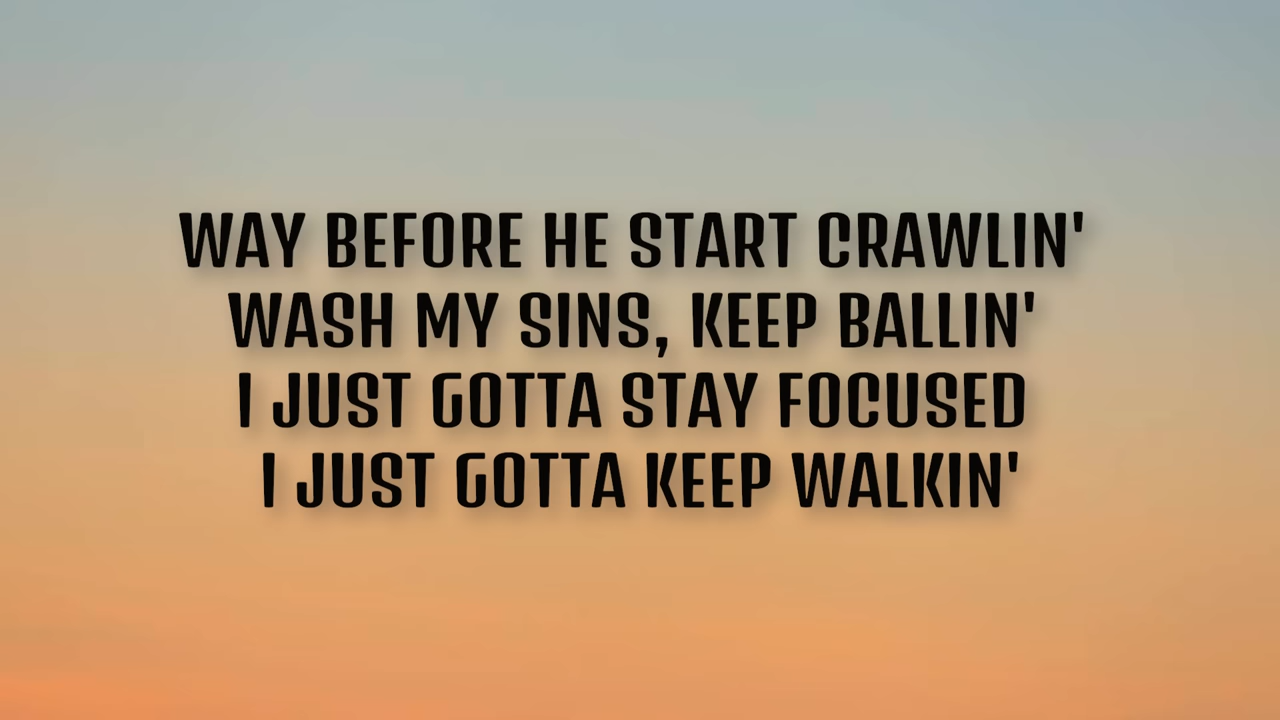 WAY BEFORE HE START CRAWLIN'
WASH MY SINS, KEEP BALLIN'
I JUST GOTTA STAY FOCUSED
I JUST GOTTA KEEP WALKIN'